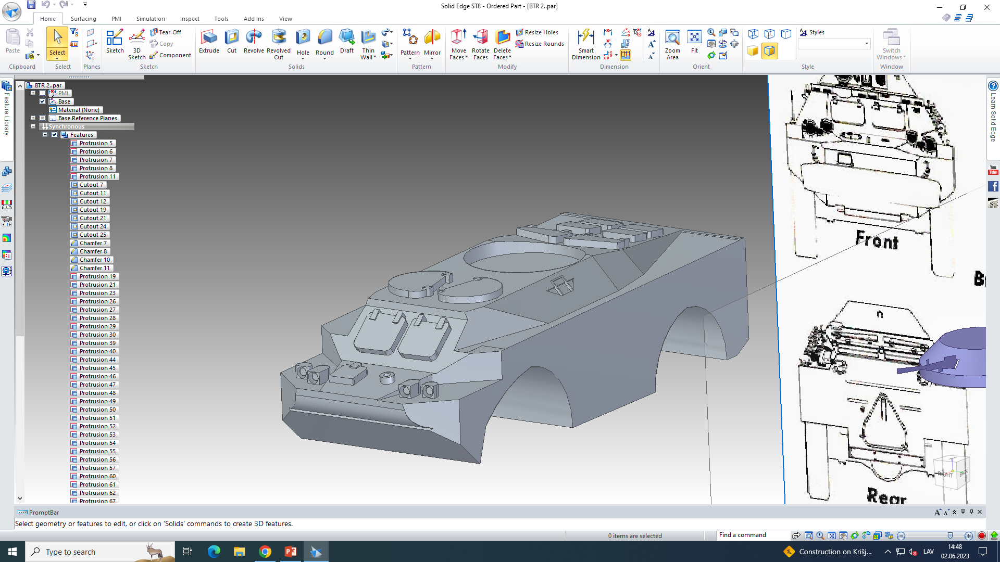 Solid Edge ST8 - Ordered Part - [BTR 2..par]
Home Surfacing PMI Simulation Inspect Tools Add Ins View
Paste
Clipboard
Select
Select
Planes
Sketch
3D Sketch
Tear-Off
Copy
Component
Sketch
Extrude
Cut
Revolve
Revolved Cut
Hole
Round
Draft
Thin Wall
Solids
Pattern
Mirror
Pattern
Move Faces
Rotate Faces
Delete Faces
Resize Holes
Resize Rounds
Modify
Smart Dimension
Dimension
Zoom Area
Fit
Orient
Styles
Style
Switch Windows
Window
Feature Library
BTR 2..par
PMI
Base
Material (None)
Base Reference Planes
Synchronous
Features
Protrusion 5
Protrusion 6
Protrusion 7
Protrusion 8
Protrusion 11
Cutout 7
Cutout 11
Cutout 12
Cutout 19
Cutout 21
Cutout 24
Cutout 25
Chamfer 7
Chamfer 8
Chamfer 10
Chamfer 11
Protrusion 19
Protrusion 21
Protrusion 23
Protrusion 26
Protrusion 27
Protrusion 28
Protrusion 29
Protrusion 30
Protrusion 39
Protrusion 40
Protrusion 44
Protrusion 45
Protrusion 46
Protrusion 47
Protrusion 48
Protrusion 49
Protrusion 50
Protrusion 51
Protrusion 52
Protrusion 53
Protrusion 54
Protrusion 55
Protrusion 56
Protrusion 57
Protrusion 60
Protrusion 61
Protrusion 62
Protrusion 67
Front
Rear
RIGHT
BACK
Learn Solid Edge
You Tube
PromptBar
Select geometry or features to edit, or click on 'Solids' commands to create 3D features.
0 items are selected
Find a command
Type to search
Construction on Krišj...
LAV
14:48
02.06.2023